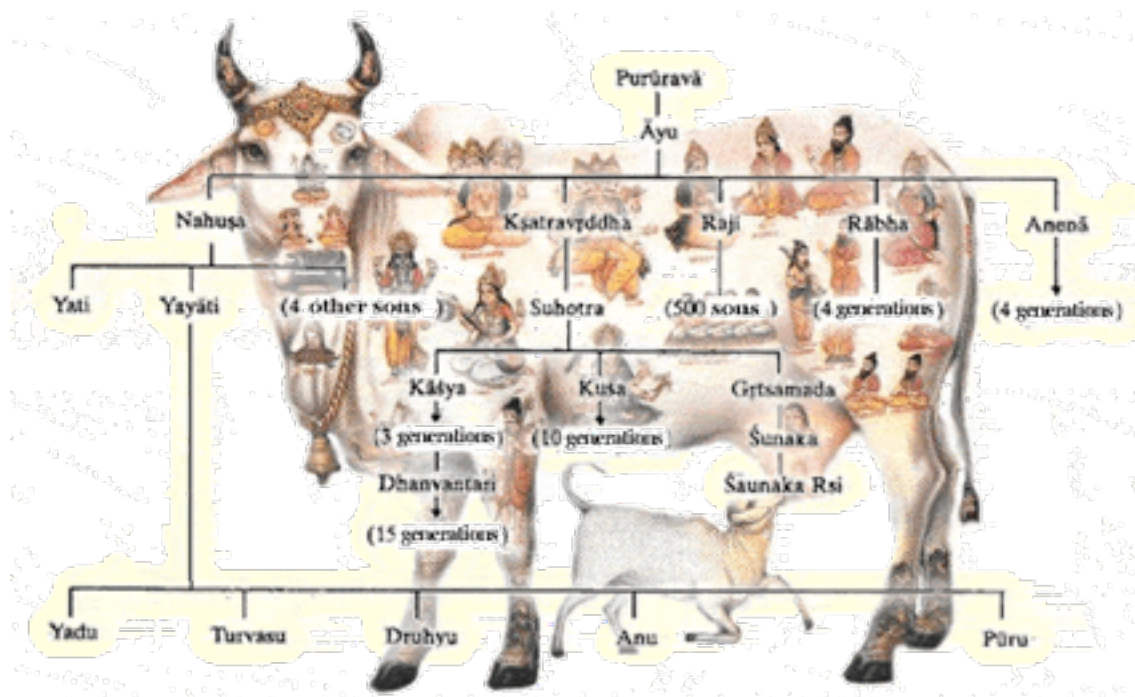 Purūravā
Āyu
Nahuṣa Kṣatravṛddha Raji Rābha Anenā
Yati Yayāti (4 other sons ) Suhotra (500 sons ) (4 generations) (4 generations)
Kāśya Kuśa Gṛtsamada
(3 generations) (10 generations) Śunaka
Dhanvantari Śaunaka Rsi
(15 generations)
Yadu Turvasu Druhyu Anu Pūru